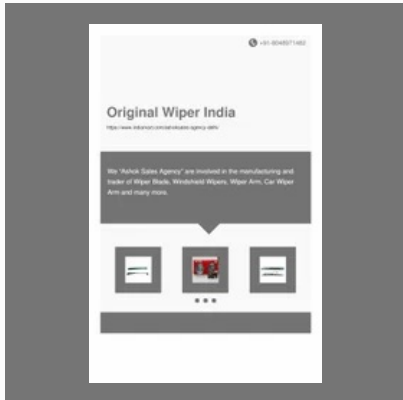 Original Wiper India
We "Ashok Sales Agency" are involved in the manufacturing and
trader of Wiper Blade, Windshield Wipers, Wiper Arm, Car Wiper
Arm and many more.